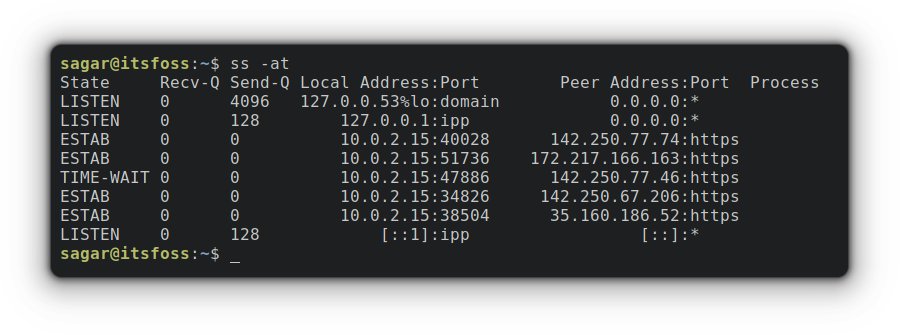 sagar@itsfoss:~$ ss -at
State     Recv-Q Send-Q Local Address:Port        Peer Address:Port  Process
LISTEN    0      4096   127.0.0.53%lo:domain           0.0.0.0:*
LISTEN    0      128        127.0.0.1:ipp              0.0.0.0:*
ESTAB     0      0          10.0.2.15:40028      142.250.77.74:https
ESTAB     0      0          10.0.2.15:51736    172.217.166.163:https
TIME-WAIT 0      0          10.0.2.15:47886      142.250.77.46:https
ESTAB     0      0          10.0.2.15:34826     142.250.67.206:https
ESTAB     0      0          10.0.2.15:38504      35.160.186.52:https
LISTEN    0      128            [::1]:ipp                 [::]:*
sagar@itsfoss:~$ _